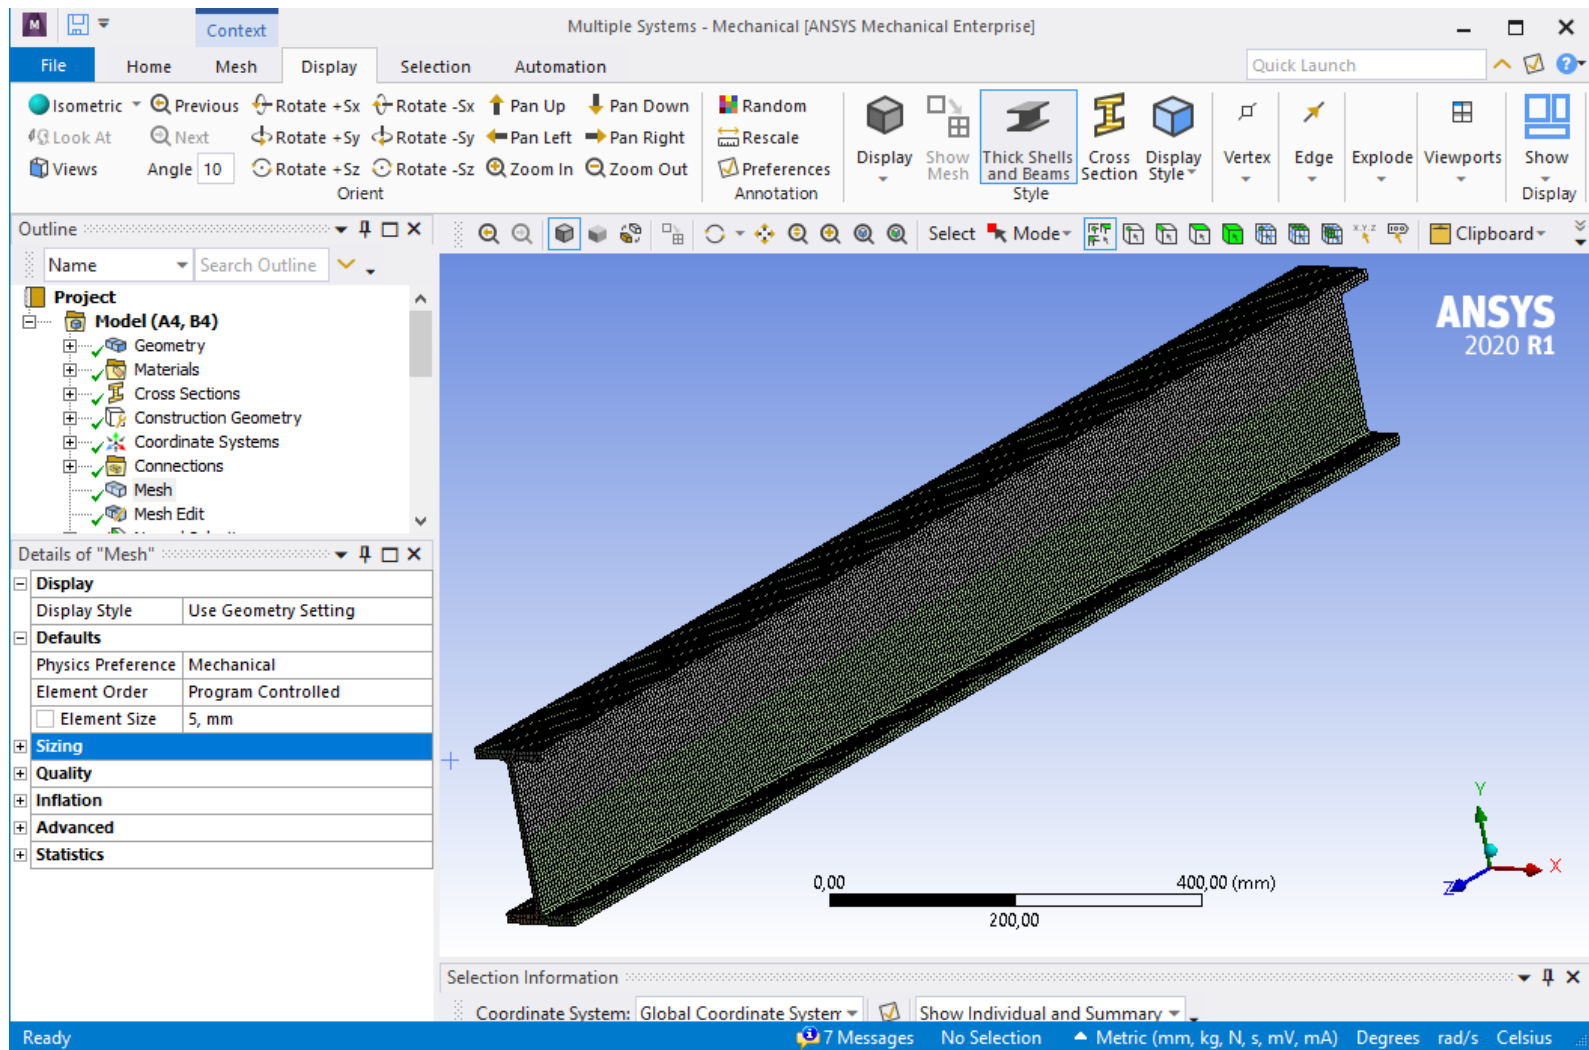 M
Context
Multiple Systems - Mechanical [ANSYS Mechanical Enterprise]
File Home Mesh Display Selection Automation
Quick Launch
Isometric Previous Rotate +Sx Rotate -Sx Pan Up Pan Down Random
Look At Next Rotate +Sy Rotate -Sy Pan Left Pan Right Rescale
Views Angle 10 Rotate +Sz Rotate -Sz Zoom In Zoom Out Preferences
Orient Annotation
Display Show Mesh Thick Shells and Beams Cross Section Display Style Vertex Edge Explode Viewports Show
Style Display
Outline
Select Mode Clipboard
Name Search Outline
Project
Model (A4, B4)
Geometry
Materials
Cross Sections
Construction Geometry
Coordinate Systems
Connections
Mesh
Mesh Edit
ANSYS
2020 R1
Details of "Mesh"
Display
Display Style Use Geometry Setting
Defaults
Physics Preference Mechanical
Element Order Program Controlled
Element Size 5, mm
Sizing
Quality
Inflation
Advanced
Statistics
Y
X
Z
0,00 400,00 (mm)
200,00
Selection Information
Coordinate System: Global Coordinate System Show Individual and Summary
Ready 7 Messages No Selection Metric (mm, kg, N, s, mV, mA) Degrees rad/s Celsius